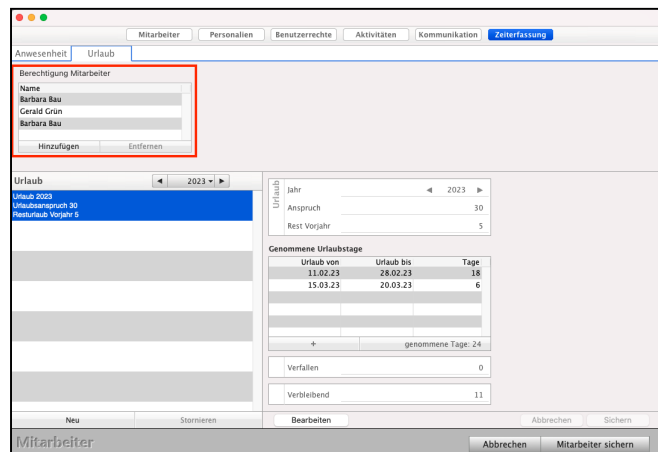 Mitarbeiter Personalien Benutzerrechte Aktivitäten Kommunikation Zeiterfassung
Anwesenheit Urlaub
Berechtigung Mitarbeiter
Name
Barbara Bau
Gerald Grün
Barbara Bau
Hinzufügen Entfernen
Urlaub 2023
Urlaub 2023
Urlaubsanspruch 30
Resturlaub Vorjahr 5
Neu Stornieren
Urlaub
Jahr 2023
Anspruch 30
Rest Vorjahr 5
Genommene Urlaubstage
Urlaub von Urlaub bis Tage
11.02.23 28.02.23 18
15.03.23 20.03.23 6
+ genommene Tage: 24
Verfallen 0
Verbleibend 11
Bearbeiten Abbrechen Sichern
Mitarbeiter Abbrechen Mitarbeiter sichern